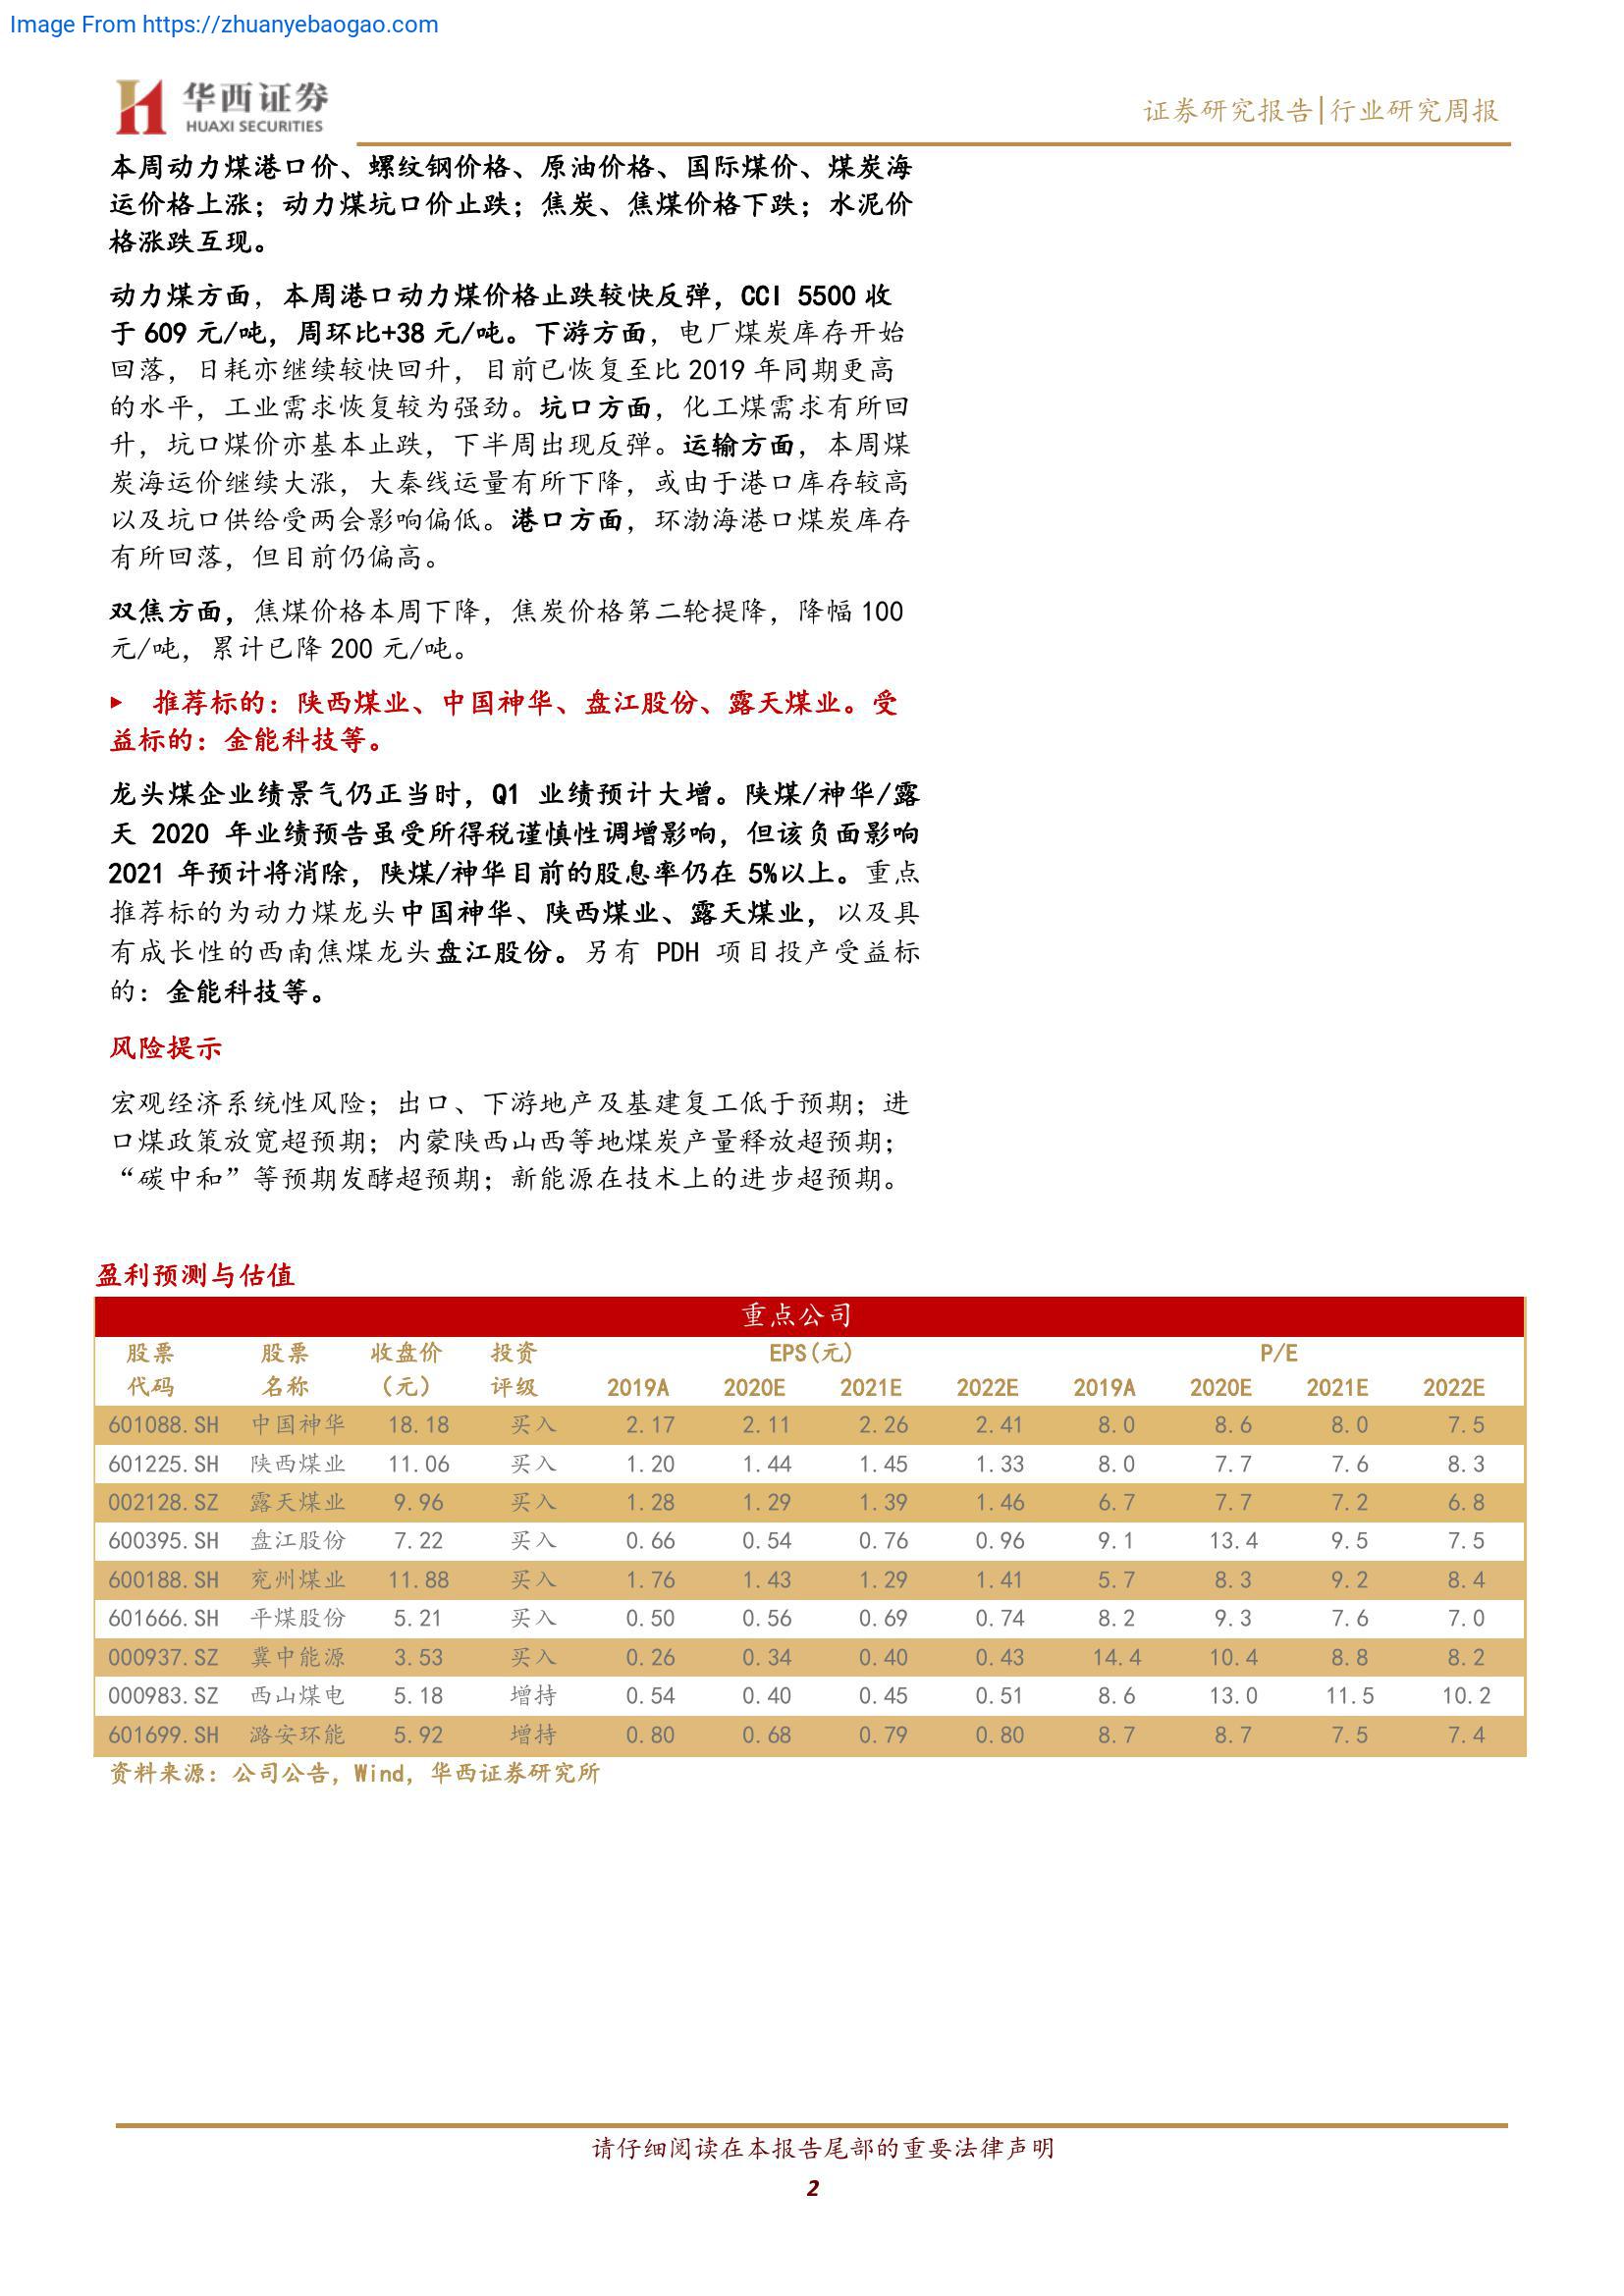 Image From https://zhuanyebaogao.com
华西证券
HUAXI SECURITIES
证券研究报告|行业研究周报
本周动力煤港口价、螺纹钢价格、原油价格、国际煤价、煤炭海
运价格上涨；动力煤坑口价止跌；焦炭、焦煤价格下跌；水泥价
格涨跌互现。
动力煤方面，本周港口动力煤价格止跌较快反弹，CCI 5500 收
于 609 元/吨，周环比+38 元/吨。下游方面，电厂煤炭库存开始
回落，日耗亦继续较快回升，目前已恢复至比 2019 年同期更高
的水平，工业需求恢复较为强劲。坑口方面，化工煤需求有所回
升，坑口煤价亦基本止跌，下半周出现反弹。运输方面，本周煤
炭海运价继续大涨，大秦线运量有所下降，或由于港口库存较高
以及坑口供给受两会影响偏低。港口方面，环渤海港口煤炭库存
有所回落，但目前仍偏高。
双焦方面，焦煤价格本周下降，焦炭价格第二轮提降，降幅 100
元/吨，累计已降 200 元/吨。
▶ 推荐标的：陕西煤业、中国神华、盘江股份、露天煤业。受
益标的：金能科技等。
龙头煤企业绩景气仍正当时，Q1 业绩预计大增。陕煤/神华/露
天 2020 年业绩预告虽受所得税谨慎性调增影响，但该负面影响
2021 年预计将消除，陕煤/神华目前的股息率仍在 5%以上。重点
推荐标的为动力煤龙头中国神华、陕西煤业、露天煤业，以及具
有成长性的西南焦煤龙头盘江股份。另有 PDH 项目投产受益标
的：金能科技等。
风险提示
宏观经济系统性风险；出口、下游地产及基建复工低于预期；进
口煤政策放宽超预期；内蒙陕西山西等地煤炭产量释放超预期；
“碳中和”等预期发酵超预期；新能源在技术上的进步超预期。
盈利预测与估值
重点公司
股票 股票 收盘价 投资 EPS(元) P/E
代码 名称 （元） 评级 2019A 2020E 2021E 2022E 2019A 2020E 2021E 2022E
601088.SH 中国神华 18.18 买入 2.17 2.11 2.26 2.41 8.0 8.6 8.0 7.5
601225.SH 陕西煤业 11.06 买入 1.20 1.44 1.45 1.33 8.0 7.7 7.6 8.3
002128.SZ 露天煤业 9.96 买入 1.28 1.29 1.39 1.46 6.7 7.7 7.2 6.8
600395.SH 盘江股份 7.22 买入 0.66 0.54 0.76 0.96 9.1 13.4 9.5 7.5
600188.SH 兖州煤业 11.88 买入 1.76 1.43 1.29 1.41 5.7 8.3 9.2 8.4
601666.SH 平煤股份 5.21 买入 0.50 0.56 0.69 0.74 8.2 9.3 7.6 7.0
000937.SZ 冀中能源 3.53 买入 0.26 0.34 0.40 0.43 14.4 10.4 8.8 8.2
000983.SZ 西山煤电 5.18 增持 0.54 0.40 0.45 0.51 8.6 13.0 11.5 10.2
601699.SH 潞安环能 5.92 增持 0.80 0.68 0.79 0.80 8.7 8.7 7.5 7.4
资料来源：公司公告，Wind，华西证券研究所
请仔细阅读在本报告尾部的重要法律声明
2